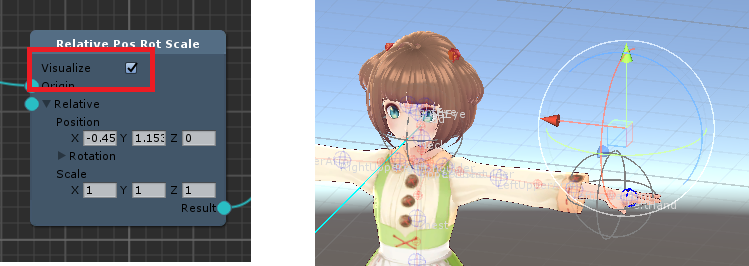 Relative Pos Rot Scale
Visualize
Origin
Relative
Position
X -0.45 Y 1.153 Z 0
Rotation
Scale
X 1 Y 1 Z 1
Result
Eye
LeftUpper